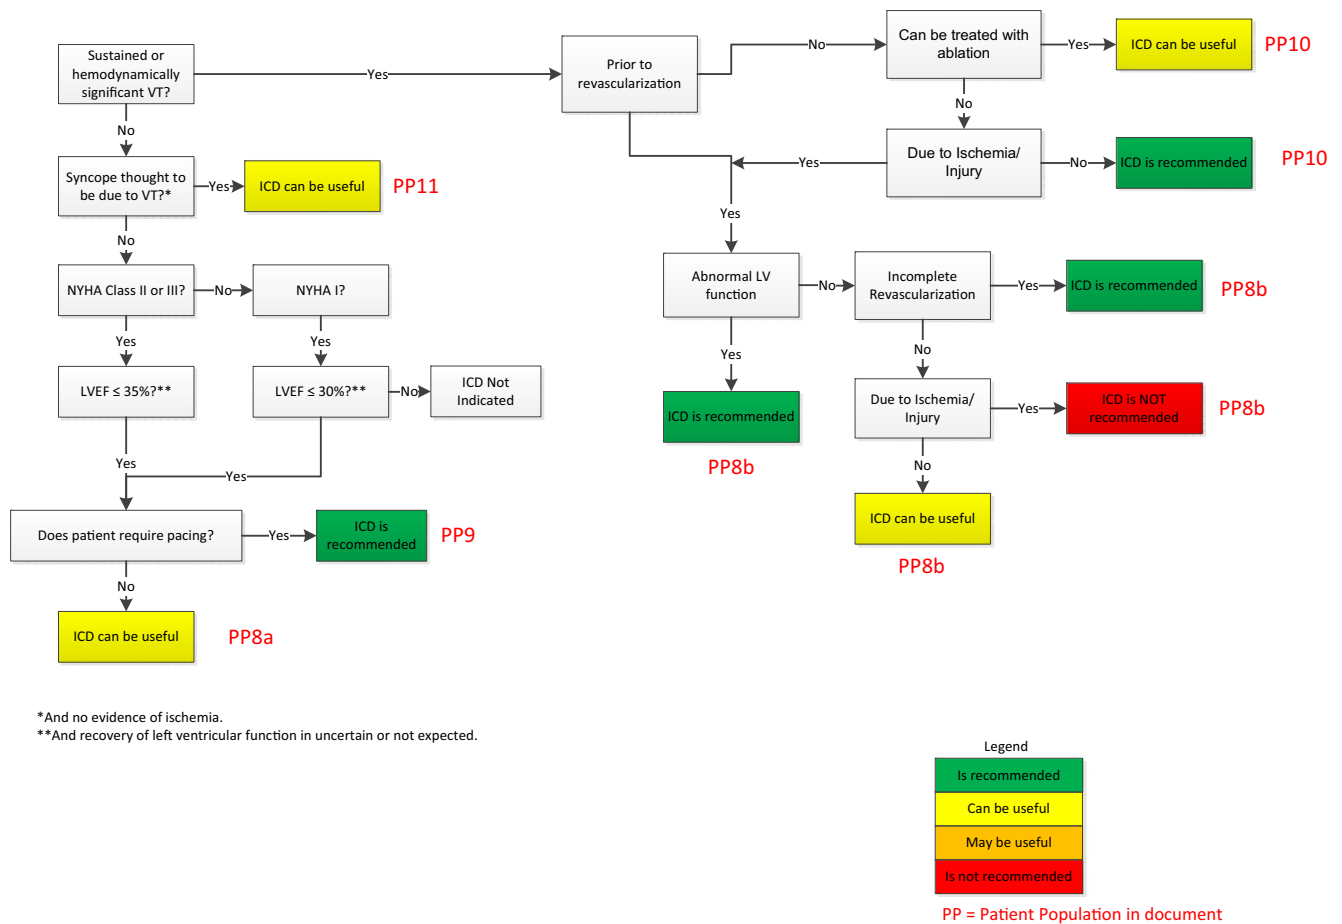 Sustained or
hemodynamically
significant VT?
Yes
Prior to
revascularization
No
Can be treated with
ablation
Yes
ICD can be useful
PP10
No
No
Due to Ischemia/
Injury
Yes
No
ICD is recommended
PP10
Syncope thought to
be due to VT?*
Yes
ICD can be useful
PP11
No
Yes
NYHA Class II or III?
No
NYHA I?
Abnormal LV
function
No
Incomplete
Revascularization
Yes
ICD is recommended
PP8b
Yes
Yes
Yes
No
LVEF ≤ 35%?**
LVEF ≤ 30%?**
No
ICD Not
Indicated
ICD is recommended
PP8b
Due to Ischemia/
Injury
Yes
ICD is NOT
recommended
PP8b
Yes
Yes
No
ICD can be useful
PP8b
Does patient require pacing?
Yes
ICD is
recommended
PP9
No
ICD can be useful
PP8a
*And no evidence of ischemia.
**And recovery of left ventricular function in uncertain or not expected.
Legend
Is recommended
Can be useful
May be useful
Is not recommended
PP = Patient Population in document